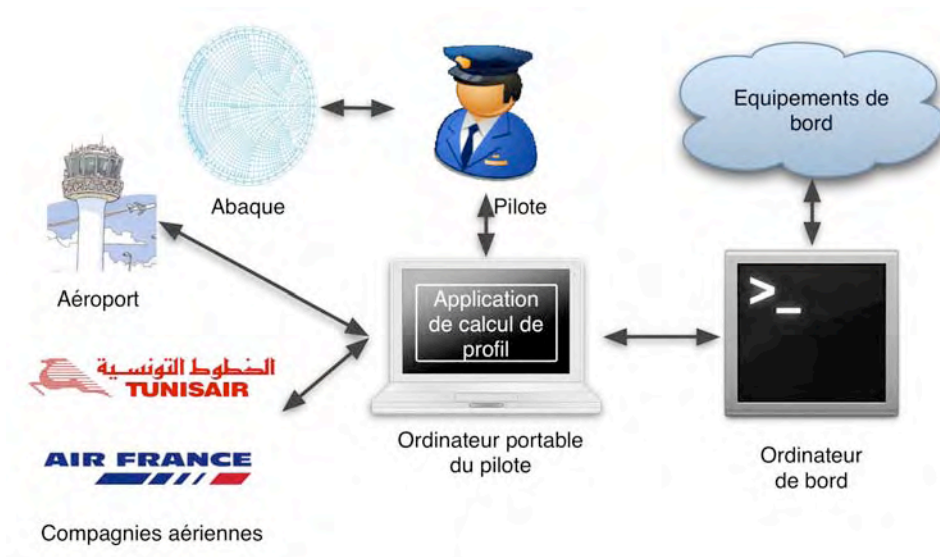 Equipements de
bord
Abaque
Pilote
Aéroport
Application
de calcul de
profil
>_
الخطوط التونسية
TUNISAIR
Ordinateur portable
du pilote
Ordinateur
de bord
AIR FRANCE
Compagnies aériennes